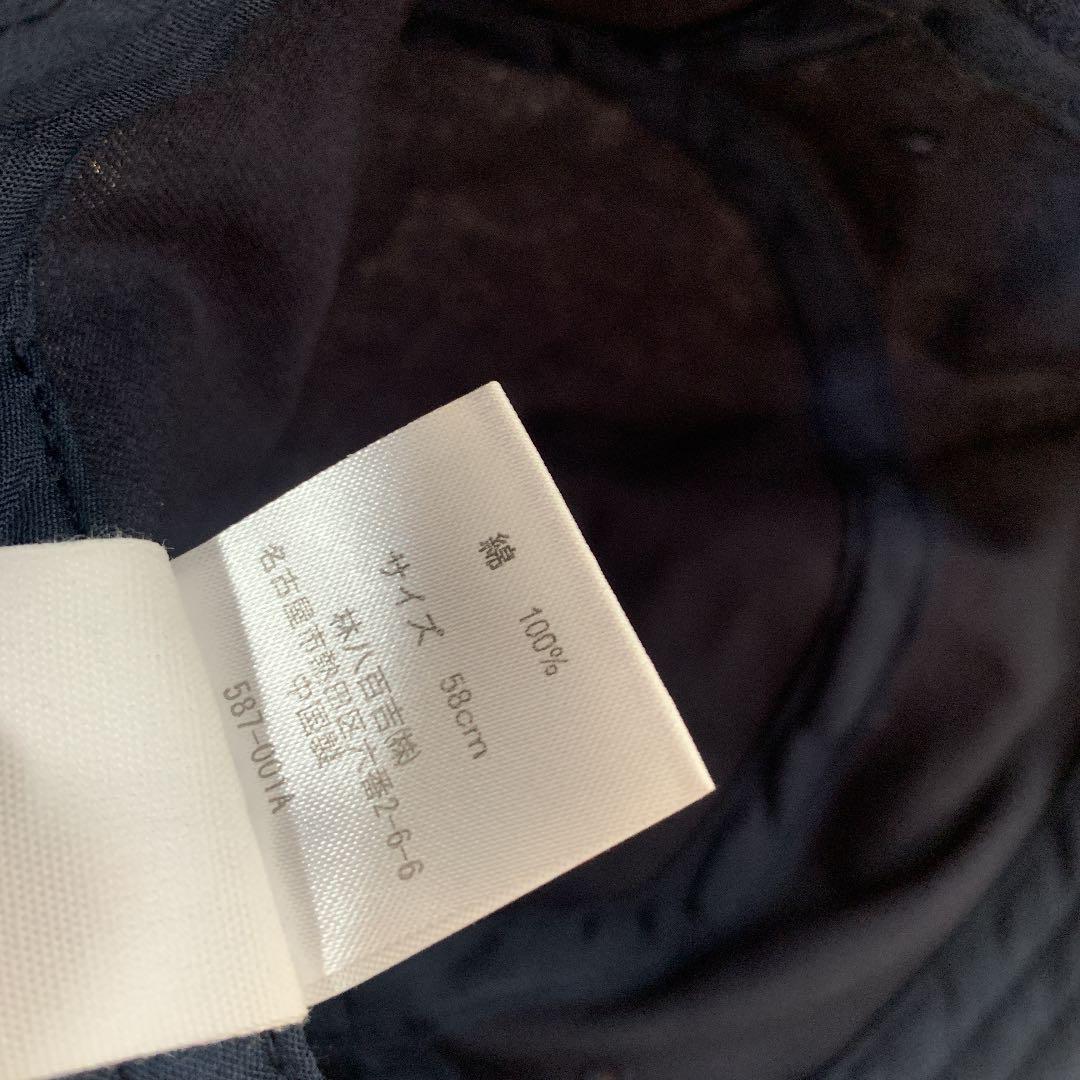 綿 100%
サイズ 58cm
林八百吉㈱
名古屋市熱田区六番2-6-6
中国製
587-001A